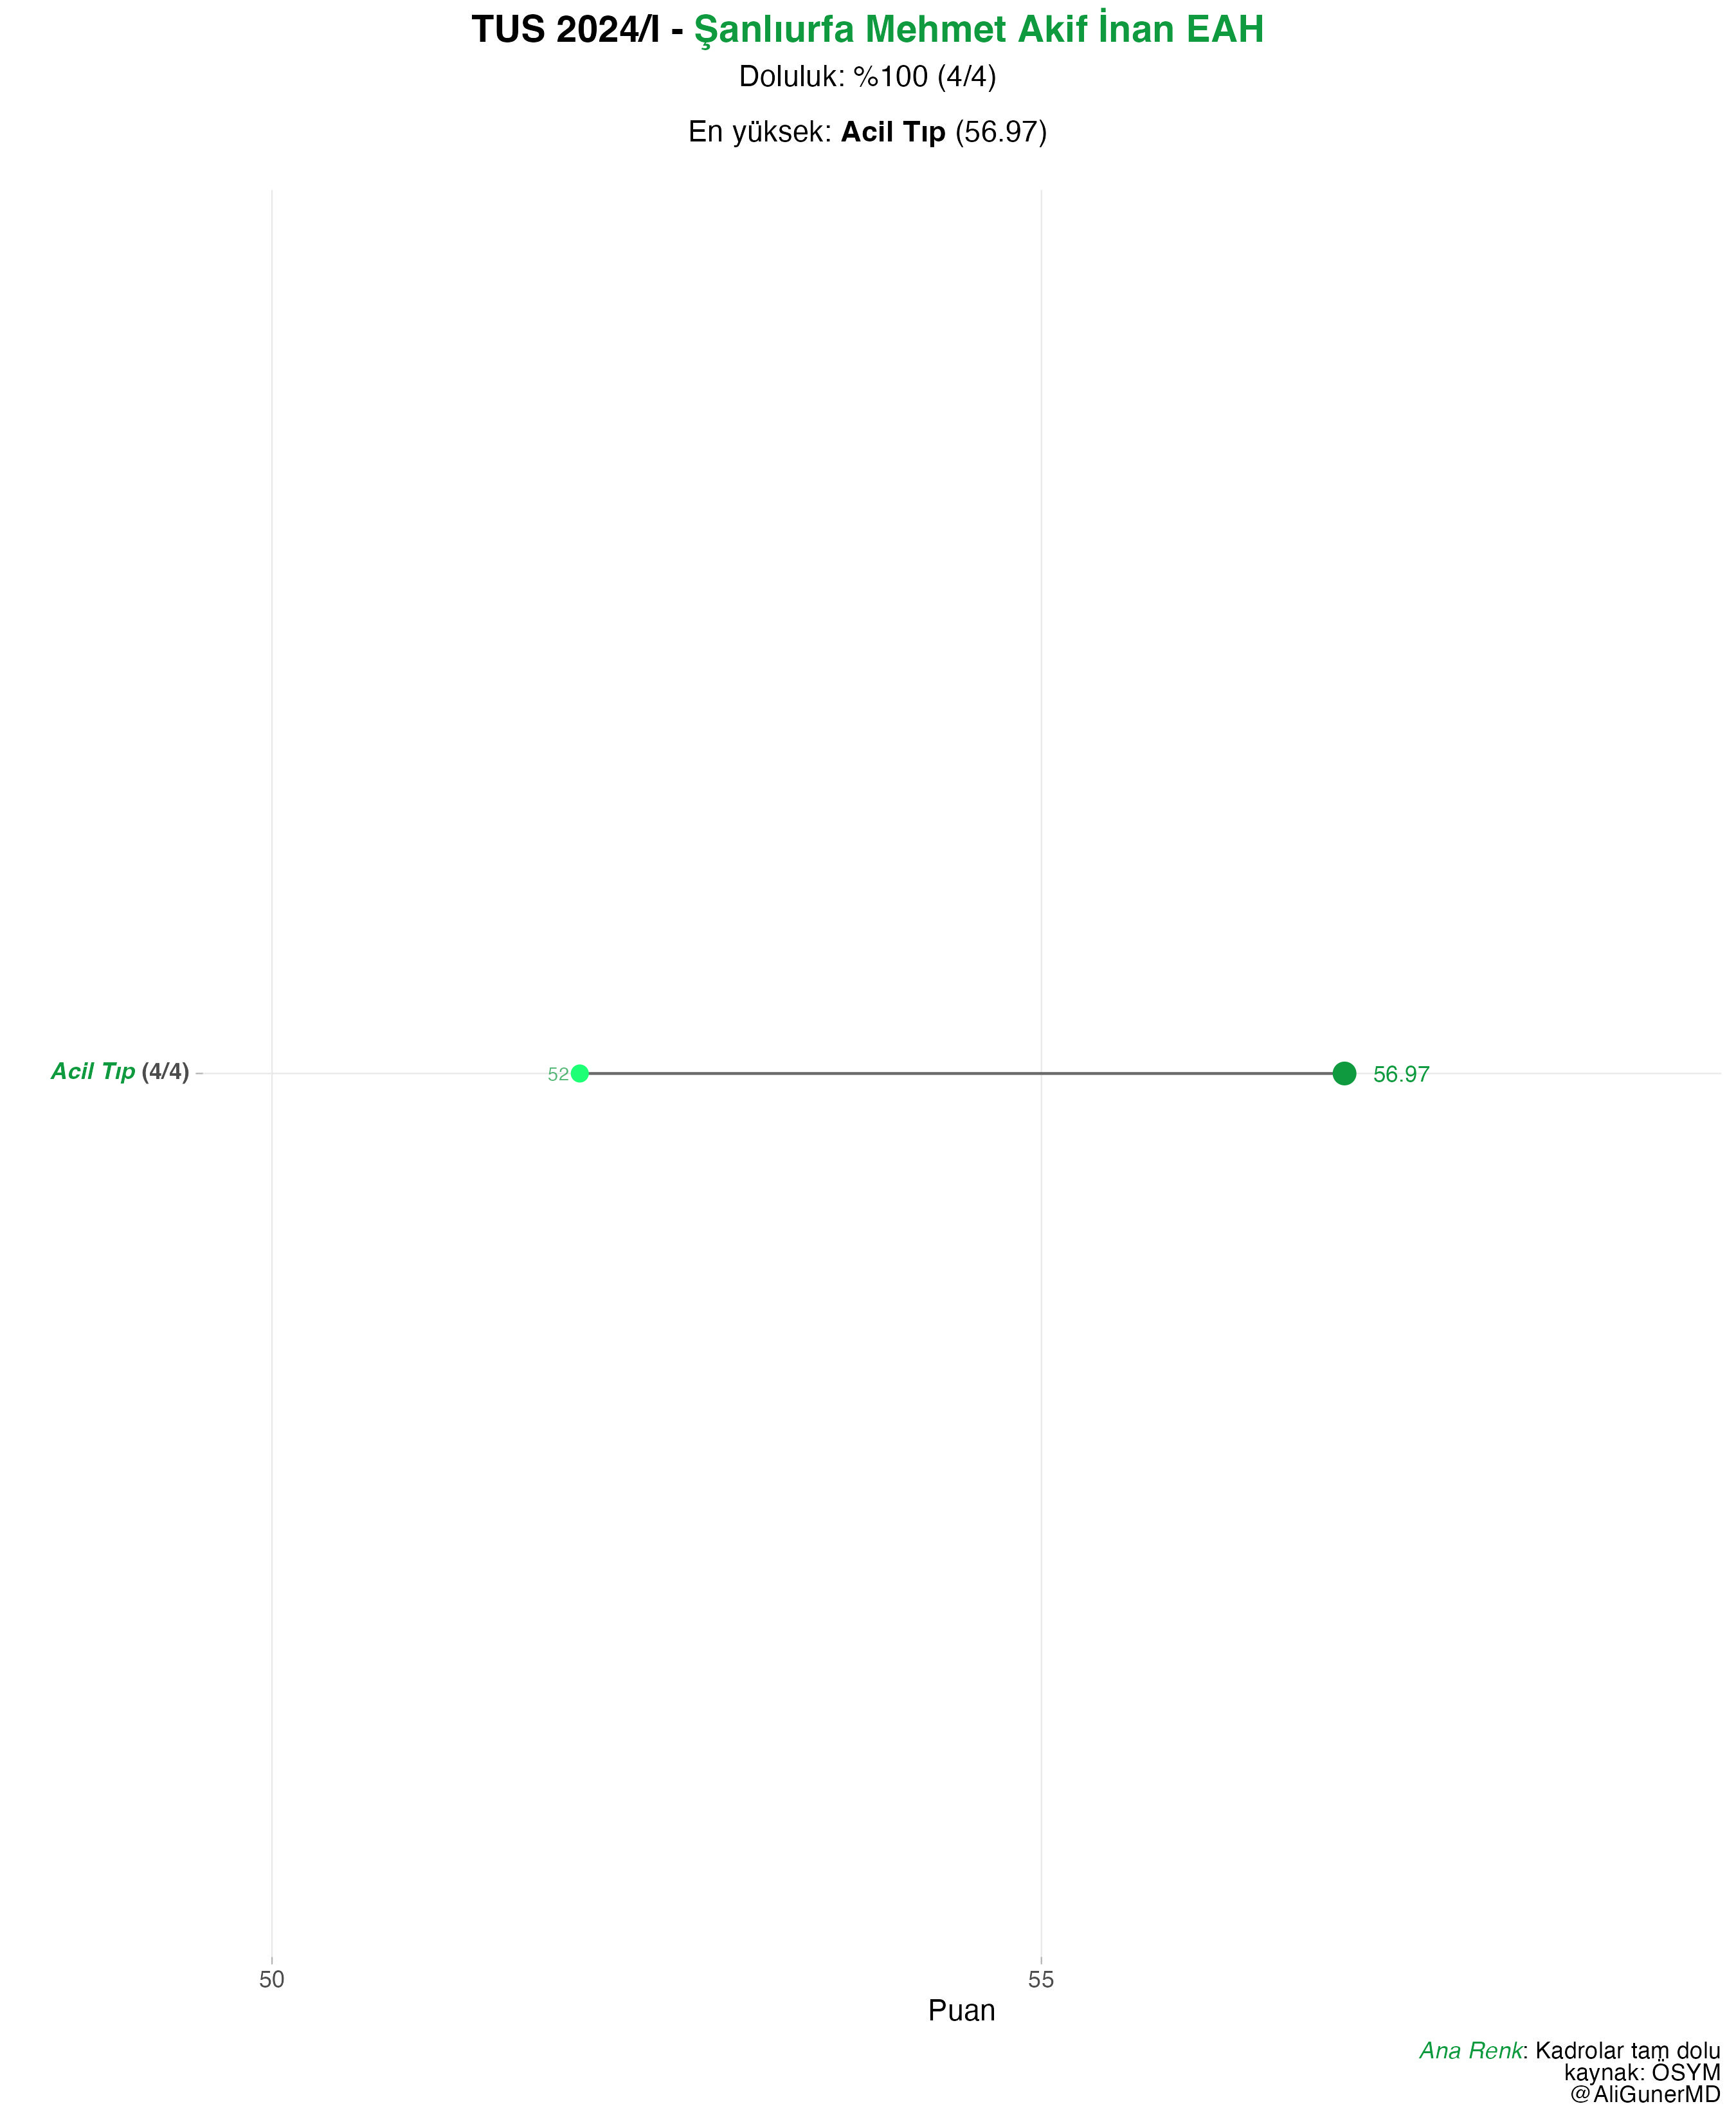 TUS 2024/I - Şanlıurfa Mehmet Akif İnan EAH
Doluluk: %100 (4/4)
En yüksek: Acil Tıp (56.97)
Acil Tıp (4/4)
52
56.97
50
55
Puan
Ana Renk: Kadrolar tam dolu
kaynak: ÖSYM
@AliGunerMD